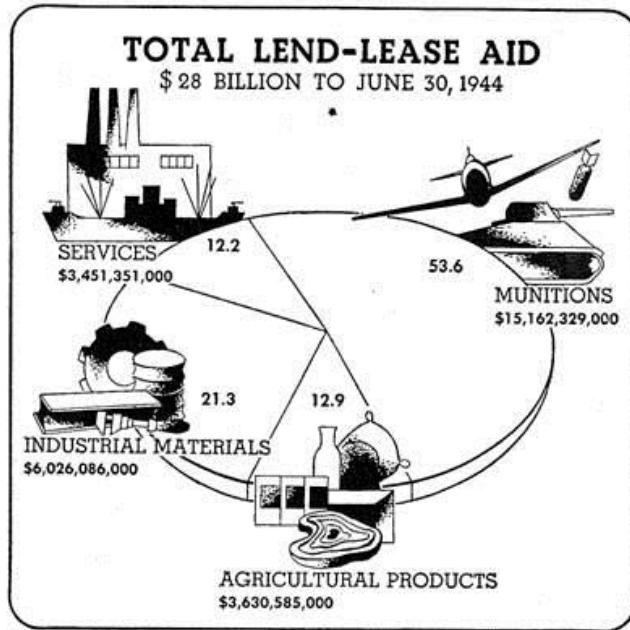 TOTAL LEND-LEASE AID
$28 BILLION TO JUNE 30, 1944
SERVICES
$3,451,351,000
12.2
53.6
MUNITIONS
$15,162,329,000
INDUSTRIAL MATERIALS
$6,026,086,000
21.3
12.9
AGRICULTURAL PRODUCTS
$3,630,585,000